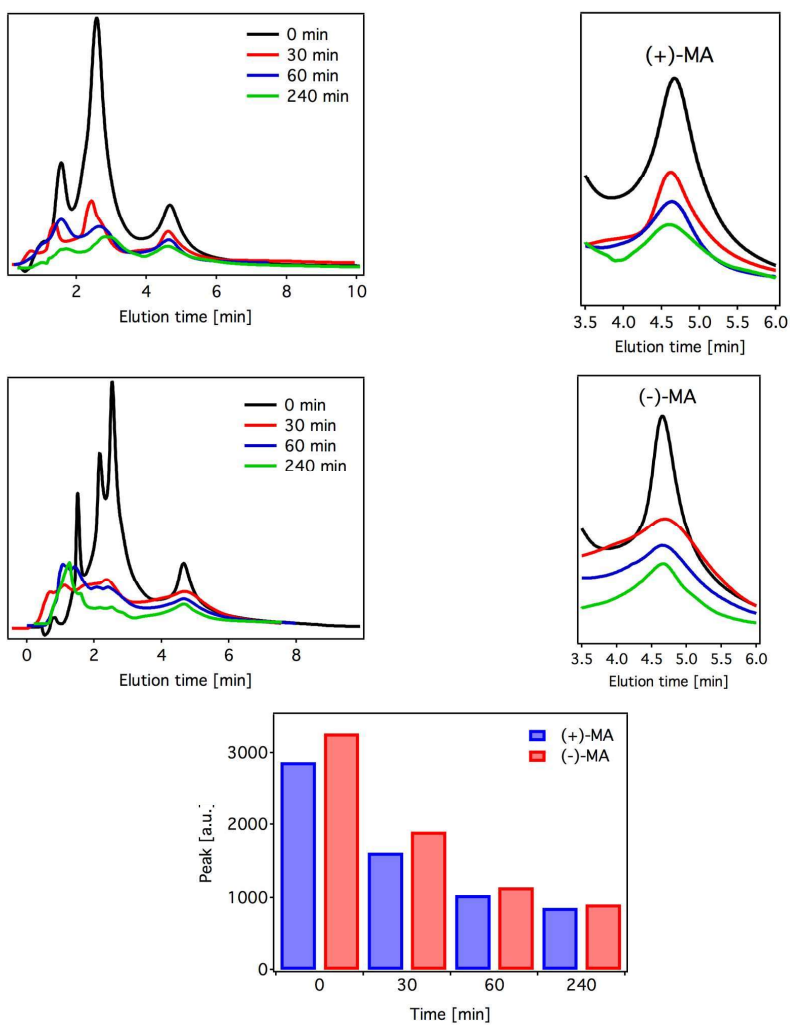 0 min
30 min
60 min
240 min
2 4 6 8 10
Elution time [min]
(+)-MA
3.5 4.0 4.5 5.0 5.5 6.0
Elution time [min]
0 min
30 min
60 min
240 min
0 2 4 6 8
Elution time [min]
(-)-MA
3.5 4.0 4.5 5.0 5.5 6.0
Elution time [min]
(+)-MA
(-)-MA
3000
2000
1000
0
Peak [a.u.]
0 30 60 240
Time [min]